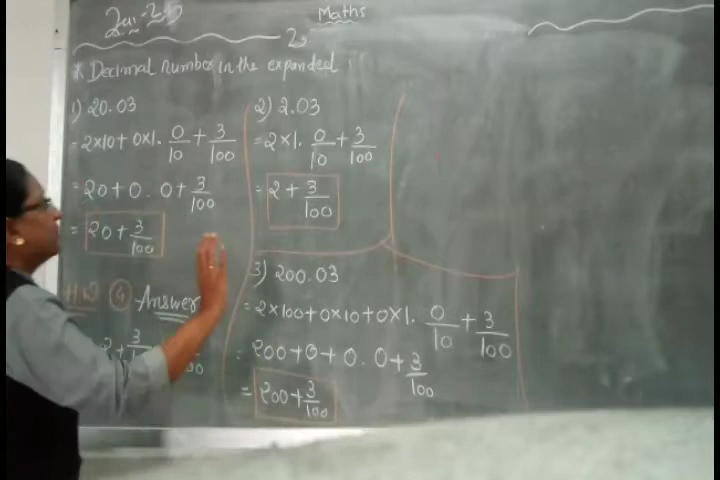 Maths
* Decimal number in the expanded :
1) 20.03
= 2×10+0×1. 0/10 + 3/100
= 20+0. 0+ 3/100
= 20+ 3/100
2) 2.03
= 2×1. 0/10 + 3/100
= 2 + 3/100
3) 200.03
= 2×100+0×10+0×1. 0/10 + 3/100
= 200+0+0. 0+ 3/100
= 200+ 3/100
HW Answer